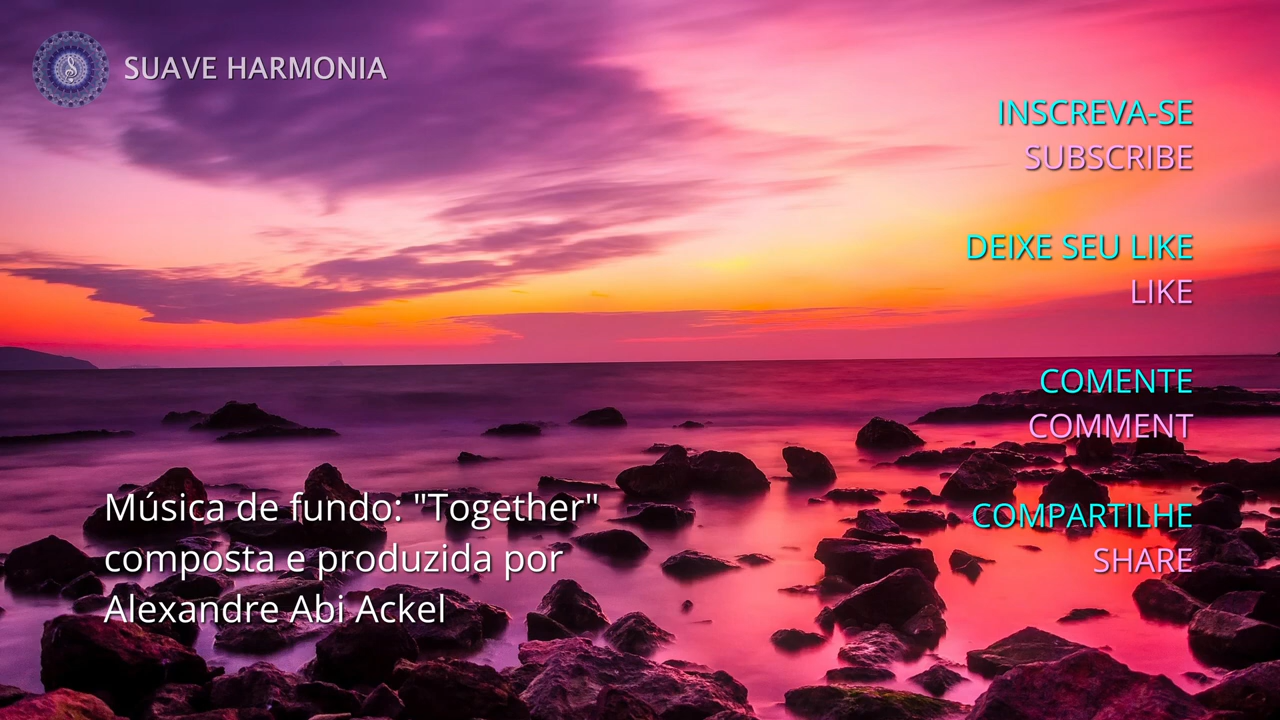 SUAVE HARMONIA
INSCREVA-SE
SUBSCRIBE
DEIXE SEU LIKE
LIKE
COMENTE
COMMENT
COMPARTILHE
SHARE
Música de fundo: "Together"
composta e produzida por
Alexandre Abi Ackel